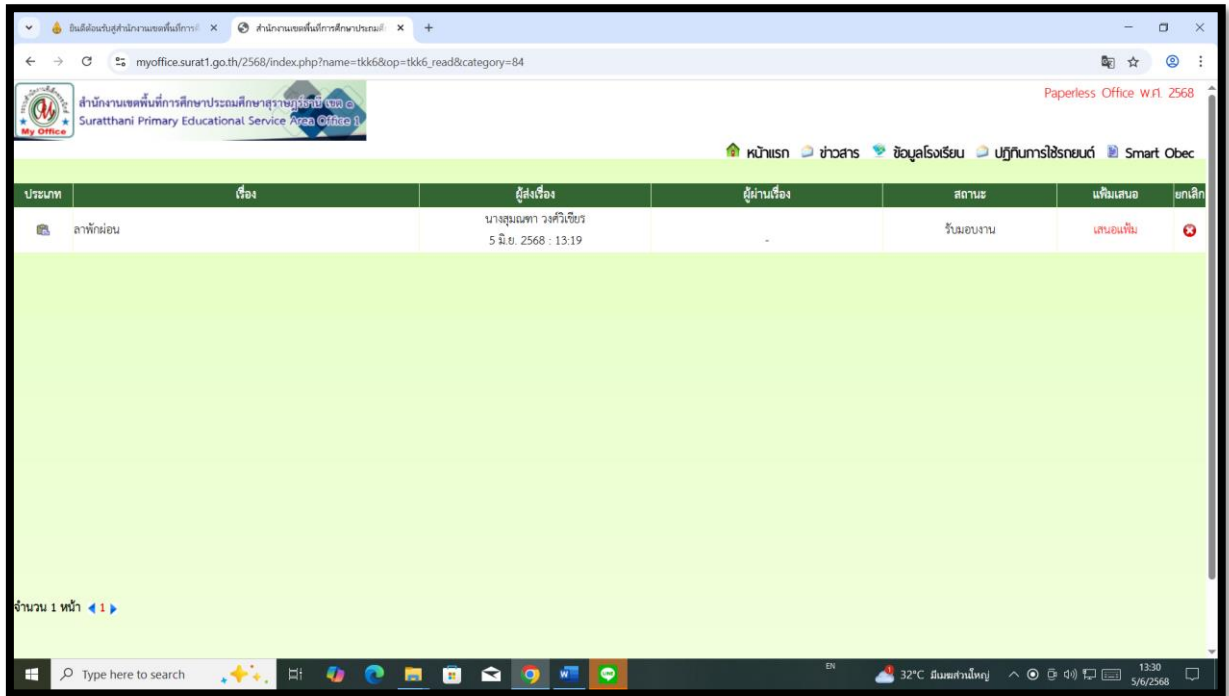 ยินดีต้อนรับสู่สำนักงานเขตพื้นที่การศึ
สำนักงานเขตพื้นที่การศึกษาประถมศึ
myoffice.surat1.go.th/2568/index.php?name=tkk6&op=tkk6_read&category=84
My Office
สำนักงานเขตพื้นที่การศึกษาประถมศึกษาสุราษฎร์ธานี เขต ๑
Suratthani Primary Educational Service Area Office 1
Paperless Office พ.ศ. 2568
หน้าแรก ข่าวสาร ข้อมูลโรงเรียน ปฏิทินการใช้รถยนต์ Smart Obec
ประเภท เรื่อง ผู้ส่งเรื่อง ผู้ผ่านเรื่อง สถานะ แฟ้มเสนอ ยกเลิก
ลาพักผ่อน นางสุมณฑา วงศ์วิเชียร - รับมอบงาน เสนอแฟ้ม
5 มิ.ย. 2568 : 13:19
จำนวน 1 หน้า 1
Type here to search
EN
32°C มีเมฆส่วนใหญ่
13:30
5/6/2568